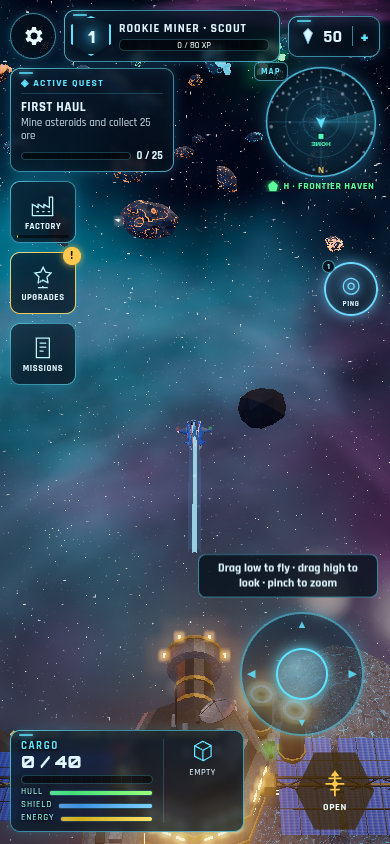 1
ROOKIE MINER · SCOUT
0 / 80 XP
50
+
MAP
ACTIVE QUEST
FIRST HAUL
Mine asteroids and collect 25
ore
0 / 25
HOME
N
H · FRONTIER HAVEN
FACTORY
!
UPGRADES
1
PING
MISSIONS
Drag low to fly · drag high to
look · pinch to zoom
CARGO
0 / 40
HULL
SHIELD
ENERGY
EMPTY
OPEN